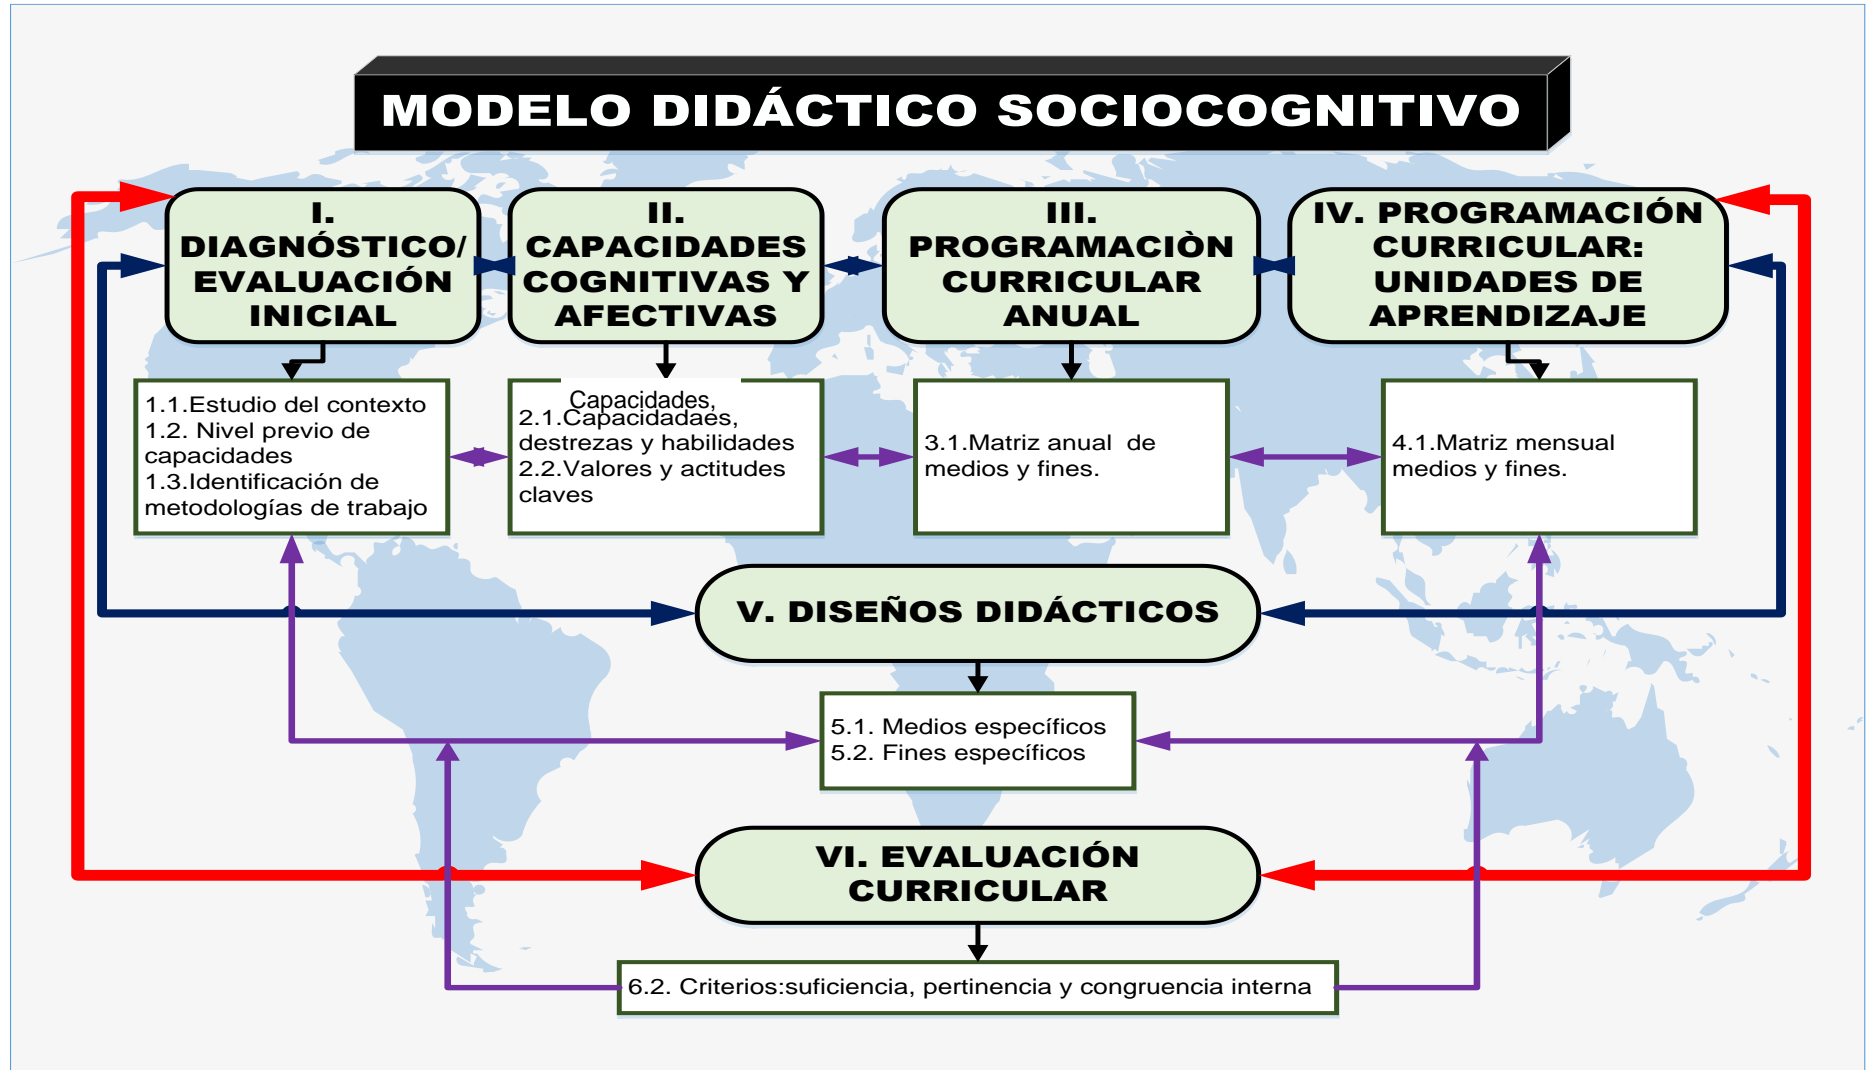 MODELO DIDÁCTICO SOCIOCOGNITIVO
I.
DIAGNÓSTICO/
EVALUACIÓN
INICIAL
II.
CAPACIDADES
COGNITIVAS Y
AFECTIVAS
III.
PROGRAMACIÒN
CURRICULAR
ANUAL
IV. PROGRAMACIÓN
CURRICULAR:
UNIDADES DE
APRENDIZAJE
1.1.Estudio del contexto
1.2. Nivel previo de
capacidades
1.3.Identificación de
metodologías de trabajo
Capacidades,
2.1.Capacidadaes,
destrezas y habilidades
2.2.Valores y actitudes
claves
3.1.Matriz anual  de
medios y fines.
4.1.Matriz mensual
medios y fines.
V. DISEÑOS DIDÁCTICOS
5.1. Medios específicos
5.2. Fines específicos
VI. EVALUACIÓN
CURRICULAR
6.2. Criterios:suficiencia, pertinencia y congruencia interna